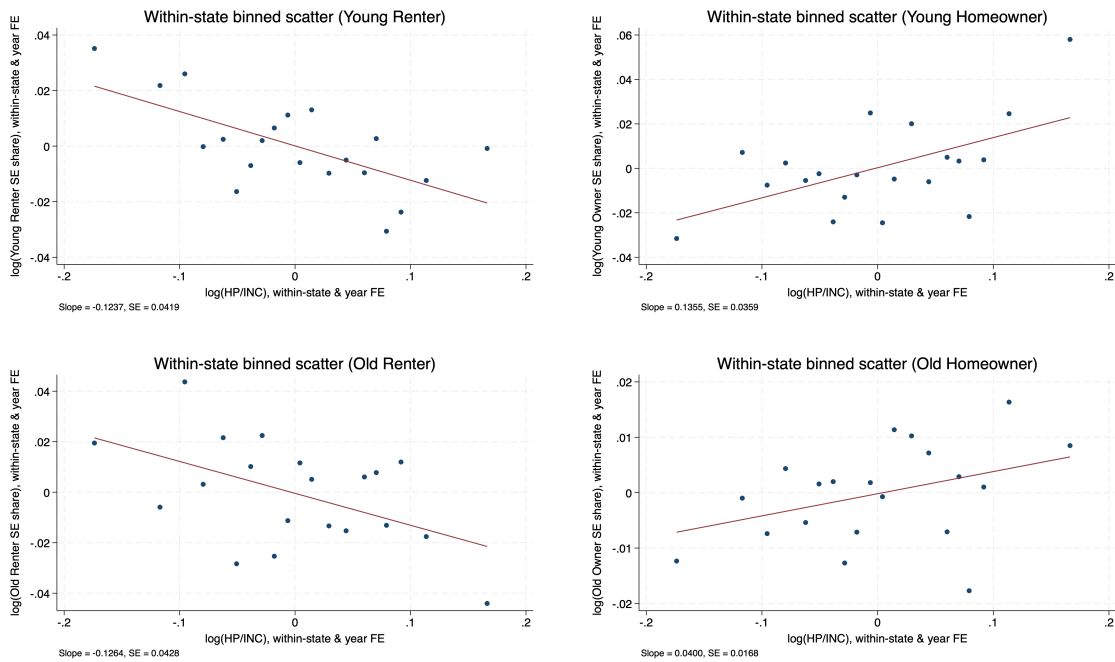 Within-state binned scatter (Young Renter)
log(Young Renter SE share), within-state & year FE
.04
.02
0
-.02
-.04
-.2
-.1
0
.1
.2
log(HP/INC), within-state & year FE
Slope = -0.1237, SE = 0.0419
Within-state binned scatter (Young Homeowner)
log(Young Owner SE share), within-state & year FE
.06
.04
.02
0
-.02
-.04
-.2
-.1
0
.1
.2
log(HP/INC), within-state & year FE
Slope = 0.1355, SE = 0.0359
Within-state binned scatter (Old Renter)
log(Old Renter SE share), within-state & year FE
.04
.02
0
-.02
-.04
-.2
-.1
0
.1
.2
log(HP/INC), within-state & year FE
Slope = -0.1264, SE = 0.0428
Within-state binned scatter (Old Homeowner)
log(Old Owner SE share), within-state & year FE
.02
.01
0
-.01
-.02
-.2
-.1
0
.1
.2
log(HP/INC), within-state & year FE
Slope = 0.0400, SE = 0.0168